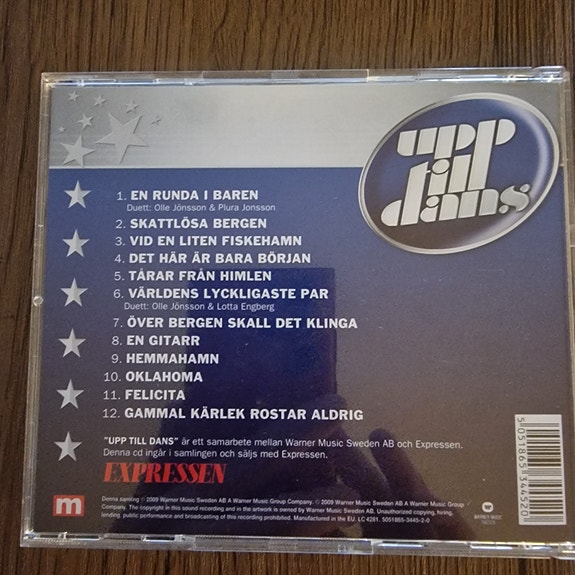 upp
till
dans
1. EN RUNDA I BAREN
Duett: Olle Jönsson & Plura Jonsson
2. SKATTLÖSA BERGEN
3. VID EN LITEN FISKEHAMN
4. DET HÄR ÄR BARA BÖRJAN
5. TÅRAR FRÅN HIMLEN
6. VÄRLDENS LYCKLIGASTE PAR
Duett: Olle Jönsson & Lotta Engberg
7. ÖVER BERGEN SKALL DET KLINGA
8. EN GITARR
9. HEMMAHAMN
10. OKLAHOMA
11. FELICITA
12. GAMMAL KÄRLEK ROSTAR ALDRIG
"UPP TILL DANS" är ett samarbete mellan Warner Music Sweden AB och Expressen.
Denna cd ingår i samlingen och säljs med Expressen.
EXPRESSEN
m
Denna samling ℗ 2009 Warner Music Sweden AB A Warner Music Group Company. © 2009 Warner Music Sweden AB A Warner Music Group
Company. The copyright in this sound recording and in the artwork is owned by Warner Music Sweden AB. Unauthorized copying, hiring,
lending, public performance and broadcasting of this recording prohibited. Manufactured in the EU. LC 4281. 5051865-3445-2-0
WARNER MUSIC
5 051865 344520